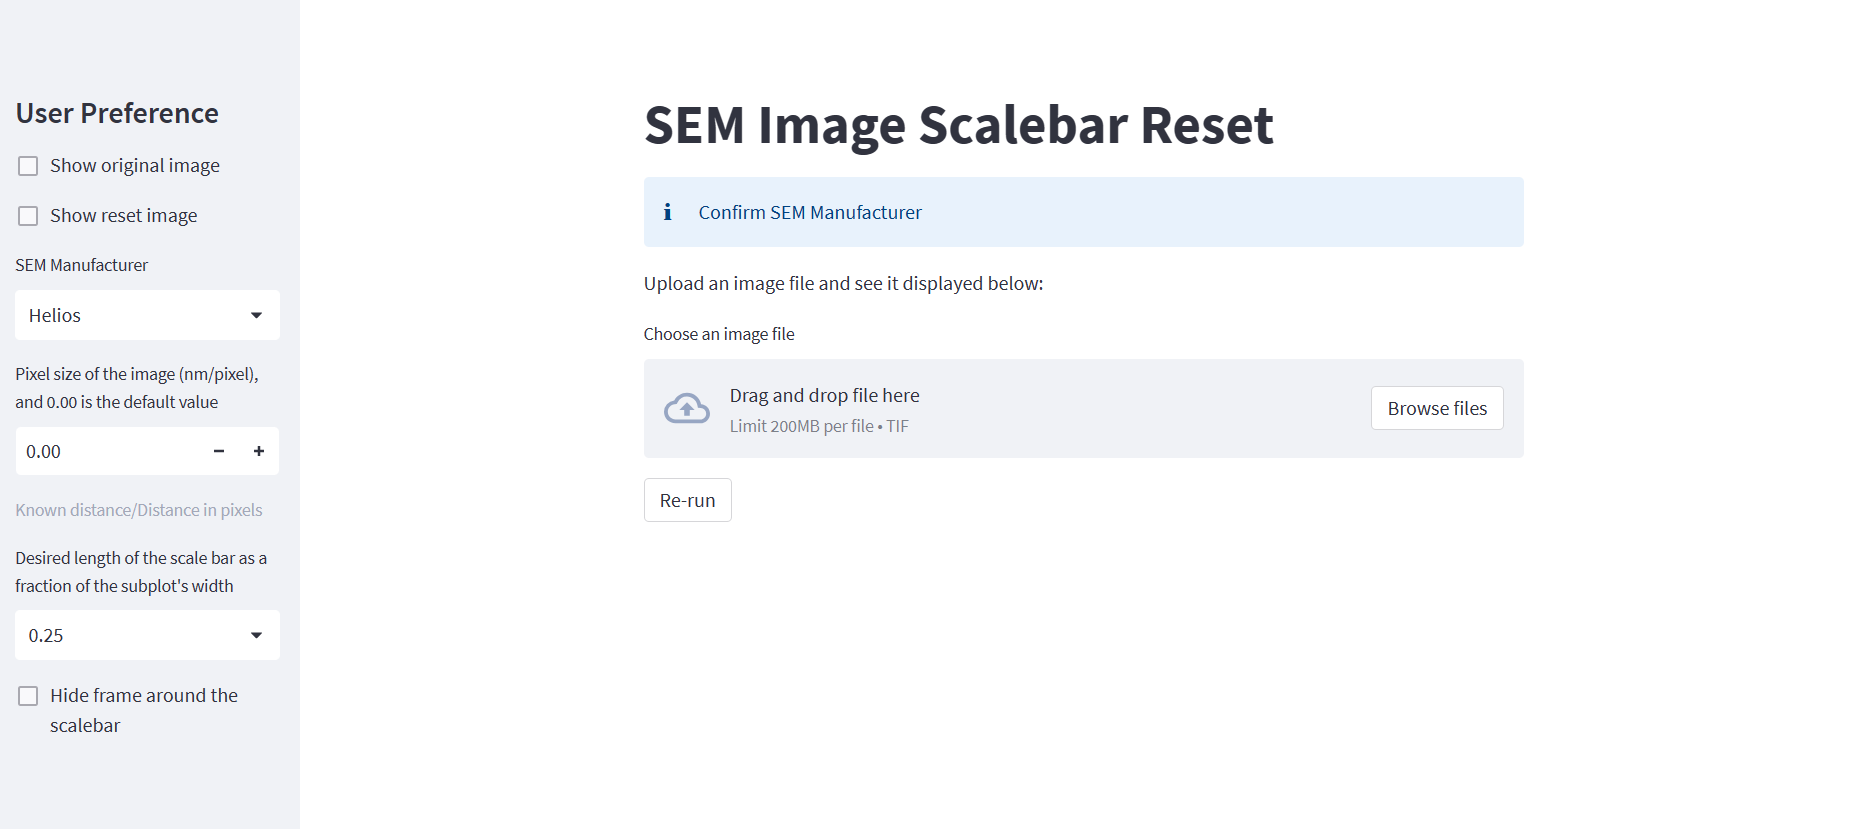 User Preference
Show original image
Show reset image
SEM Manufacturer
Helios
Pixel size of the image (nm/pixel),
and 0.00 is the default value
0.00
Known distance/Distance in pixels
Desired length of the scale bar as a
fraction of the subplot's width
0.25
Hide frame around the
scalebar
SEM Image Scalebar Reset
Confirm SEM Manufacturer
Upload an image file and see it displayed below:
Choose an image file
Drag and drop file here
Limit 200MB per file • TIF
Browse files
Re-run